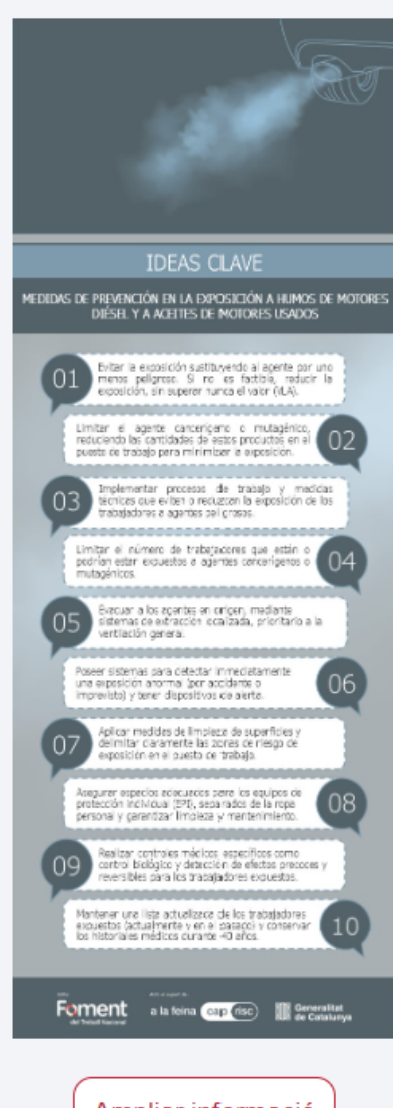 IDEAS CLAVE
MEDIDAS DE PREVENCIÓN EN LA EXPOSICIÓN A HUMOS DE MOTORES
DIÉSEL Y A ACEITES DE MOTORES USADOS
01
Evitar la exposición sustituyendo al agente por uno
menos peligroso. Si no es factible, reducir la
exposición, sin superar nunca el valor (VLA).
Limitar el agente cancerígeno o mutagénico,
reduciendo las cantidades de estos productos en el
puesto de trabajo para minimizar la exposición.
02
03
Implementar procesos de trabajo y medidas
técnicas que eviten o reduzcan la exposición de los
trabajadores a agentes peligrosos.
Limitar el número de trabajadores que están o
podrían estar expuestos a agentes cancerígenos o
mutagénicos.
04
05
Evacuar a los agentes en origen, mediante
sistemas de extracción localizada, prioritario a la
ventilación general.
Poseer sistemas para detectar inmediatamente
una exposición anormal (por accidente o
imprevisto) y tener dispositivos de alerta.
06
07
Aplicar medidas de limpieza de superficies y
delimitar claramente las zonas de riesgo de
exposición en el puesto de trabajo.
Asegurar espacios adecuados para los equipos de
protección individual (EPI), separados de la ropa
personal y garantizar limpieza y mantenimiento.
08
09
Realizar controles médicos específicos como
control biológico y detección de efectos precoces y
reversibles para los trabajadores expuestos.
Mantener una lista actualizada de los trabajadores
expuestos (actualmente y en el pasado) y conservar
los historiales médicos durante 40 años.
10
Foment
del Treball Nacional
a la feina cap risc
Generalitat
de Catalunya
Ampliar informació